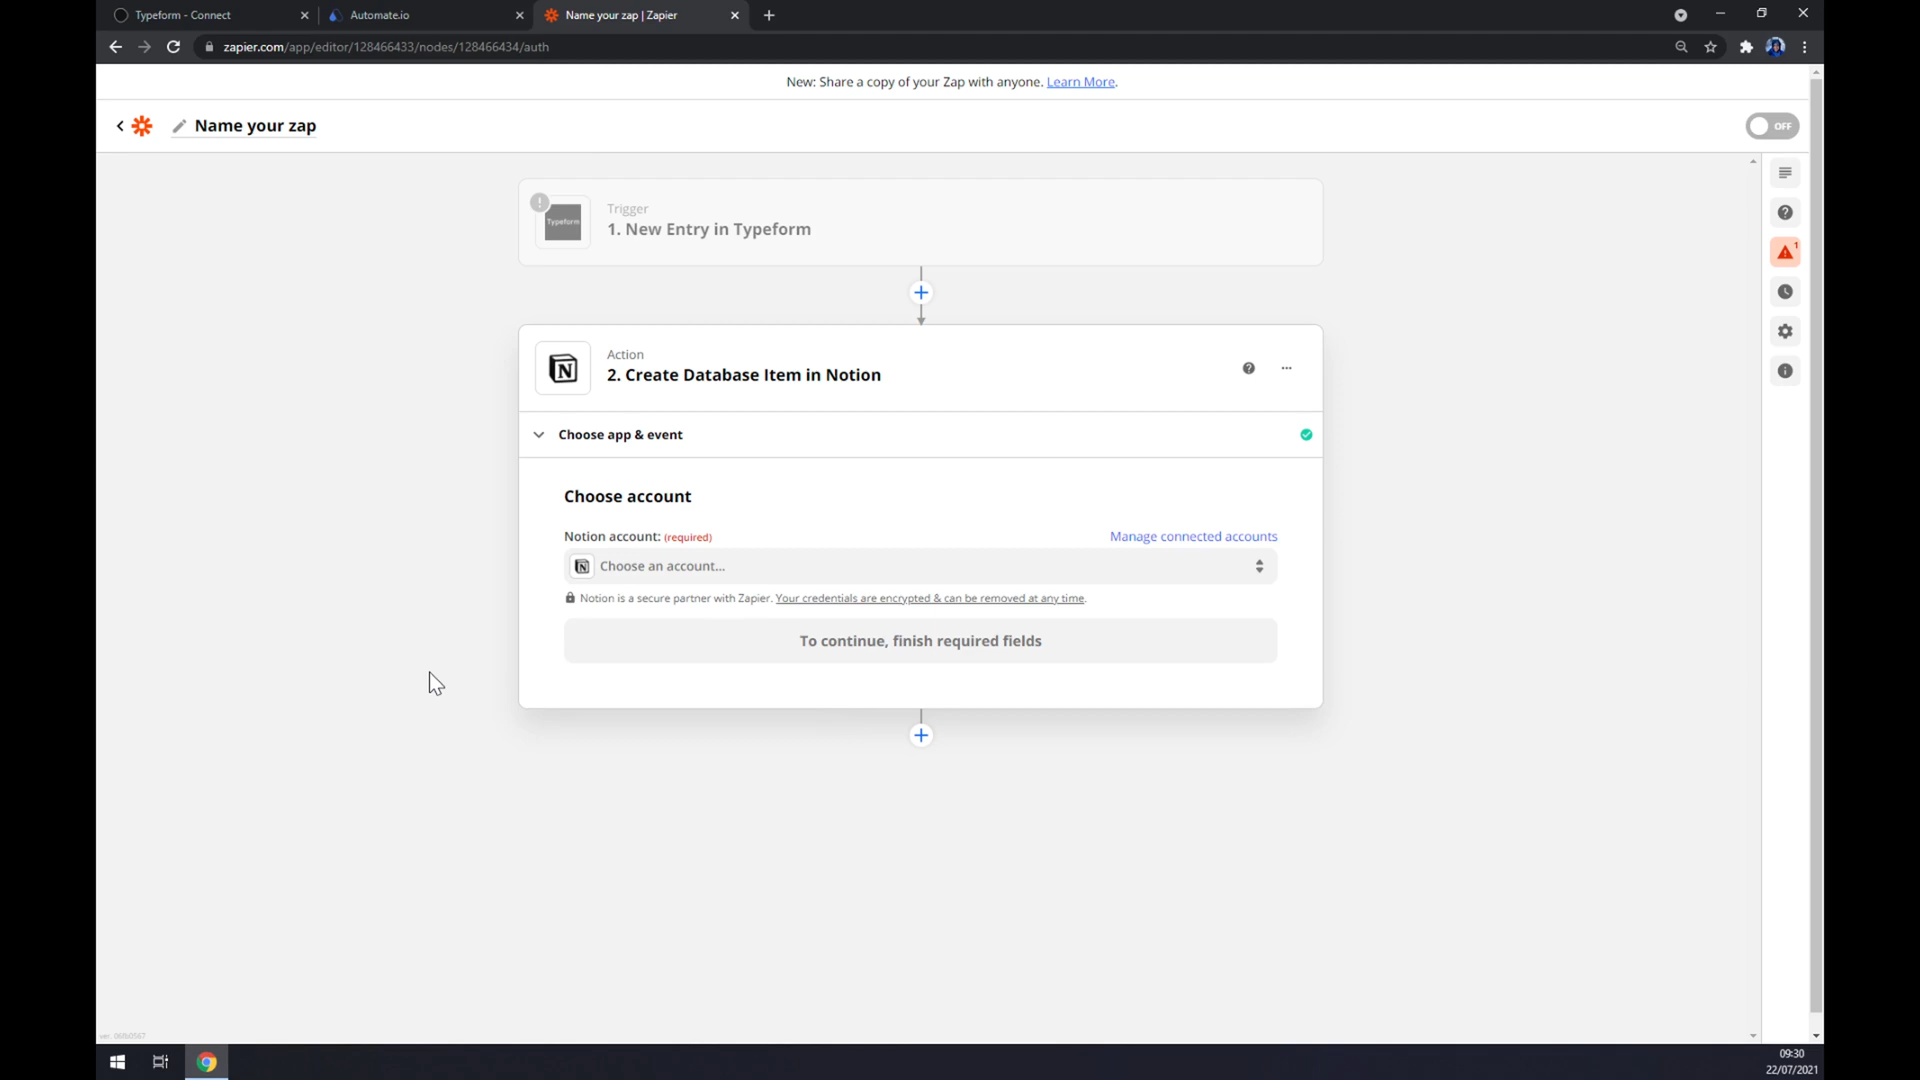 Typeform - Connect
Automate.io
Name your zap | Zapier
zapier.com/app/editor/128466433/nodes/128466434/auth
New: Share a copy of your Zap with anyone. Learn More.
Name your zap
OFF
Trigger
Typeform
1. New Entry in Typeform
1
Action
2. Create Database Item in Notion
Choose app & event
Choose account
Notion account: (required)
Manage connected accounts
Choose an account...
Notion is a secure partner with Zapier. Your credentials are encrypted & can be removed at any time.
To continue, finish required fields
09:30
22/07/2021